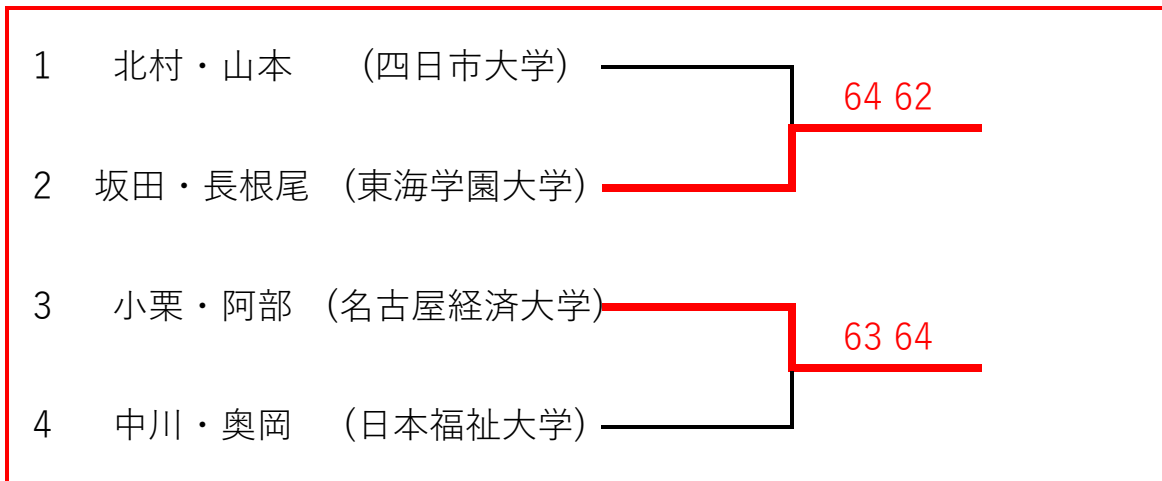 1 北村・山本 (四日市大学)
64 62
2 坂田・長根尾 (東海学園大学)
3 小栗・阿部 (名古屋経済大学)
63 64
4 中川・奥岡 (日本福祉大学)